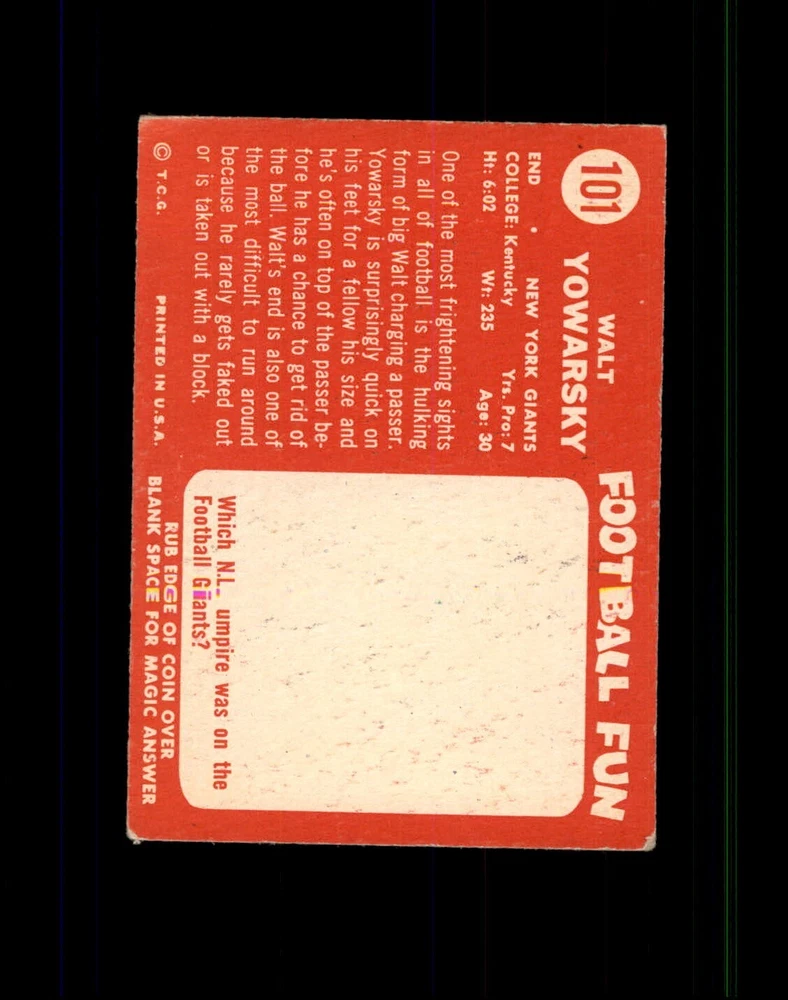 101
WALT
YOWARSKY
END • NEW YORK GIANTS
COLLEGE: Kentucky Yrs. Pro: 7
Ht: 6:02 Wt: 235 Age: 30
One of the most frightening sights
in all of football is the hulking
form of big Walt charging a passer.
Yowarsky is surprisingly quick on
his feet for a fellow his size and
he's often on top of the passer be-
fore he has a chance to get rid of
the ball. Walt's end is also one of
the most difficult to run around
because he rarely gets faked out
or is taken out with a block.
© T.C.G. PRINTED IN U.S.A.
FOOTBALL FUN
Which N.L. umpire was on the
Football Giants?
RUB EDGE OF COIN OVER
BLANK SPACE FOR MAGIC ANSWER